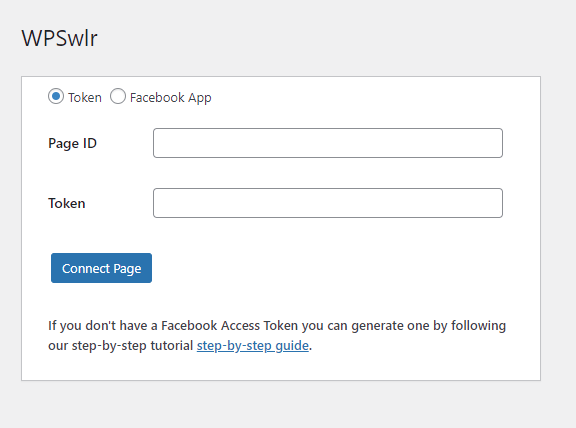 WPSwlr
Token Facebook App
Page ID
Token
Connect Page
If you don't have a Facebook Access Token you can generate one by following
our step-by-step tutorial step-by-step guide.